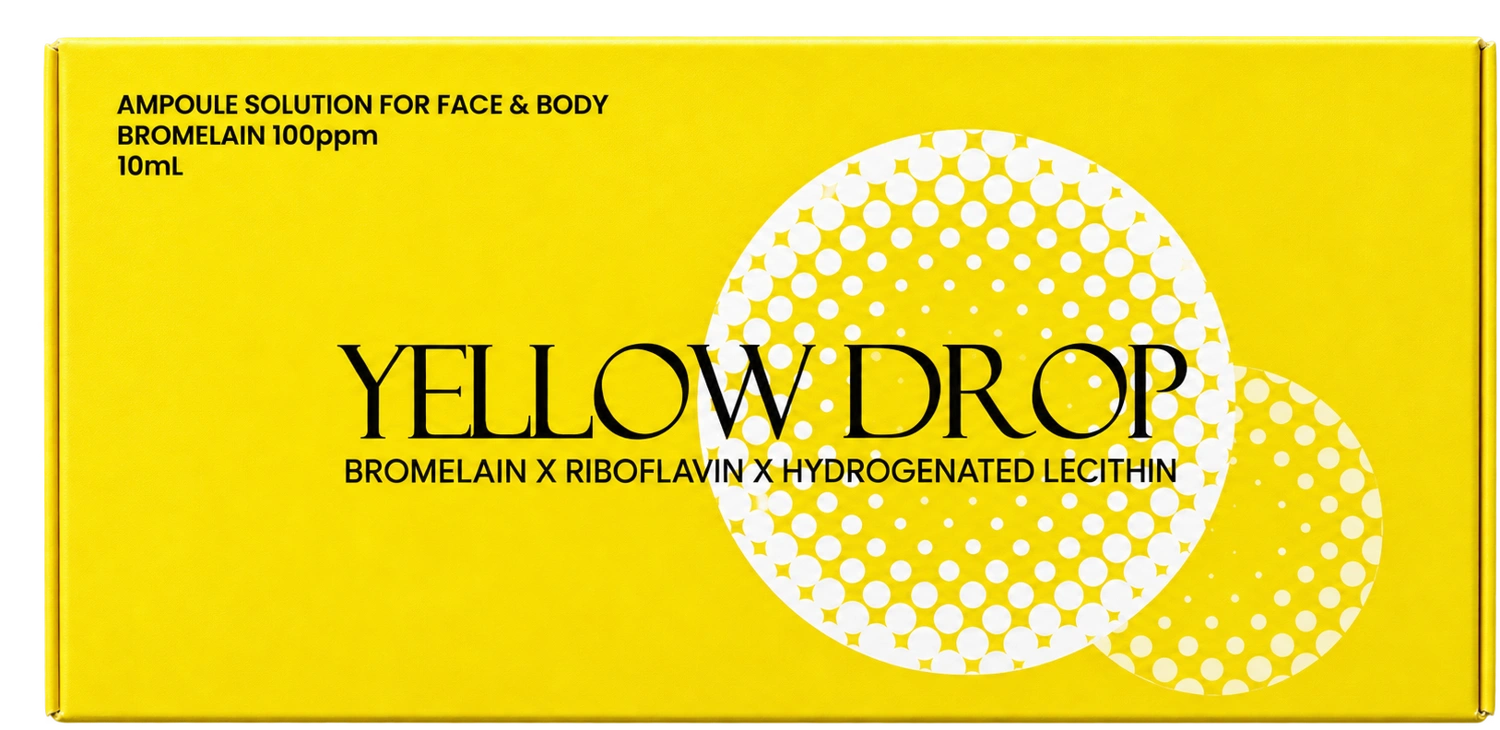 AMPOULE SOLUTION FOR FACE & BODY
BROMELAIN 100ppm
10mL
YELLOW DROP
BROMELAIN X RIBOFLAVIN X HYDROGENATED LECITHIN